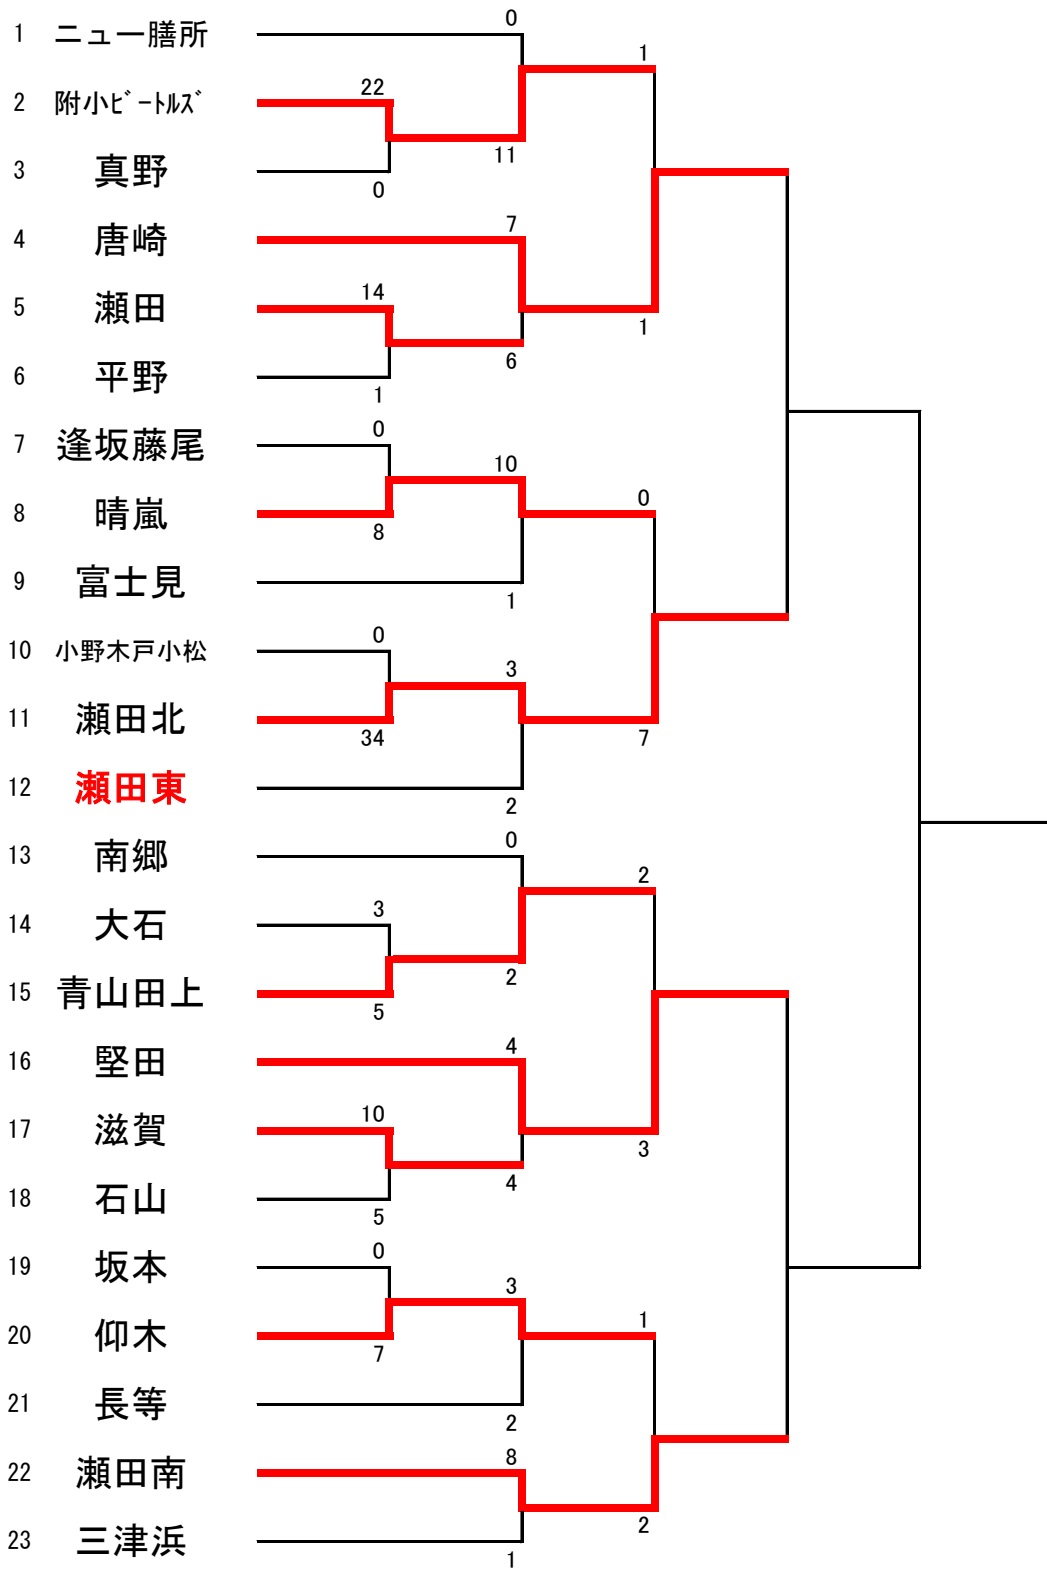 0
1 ニュー膳所
1
22
2 附小ﾋﾞｰﾄﾙｽﾞ
11
3 真野
0
7
4 唐崎
14
5 瀬田
1
6
6 平野
1
0
7 逢坂藤尾
10
0
8 晴嵐
8
9 富士見
1
0
10 小野木戸小松
3
11 瀬田北
34
7
12 瀬田東
2
0
13 南郷
2
3
14 大石
2
15 青山田上
5
4
16 堅田
10
17 滋賀
3
4
18 石山
5
0
19 坂本
3
1
20 仰木
7
21 長等
2
8
22 瀬田南
2
23 三津浜
1